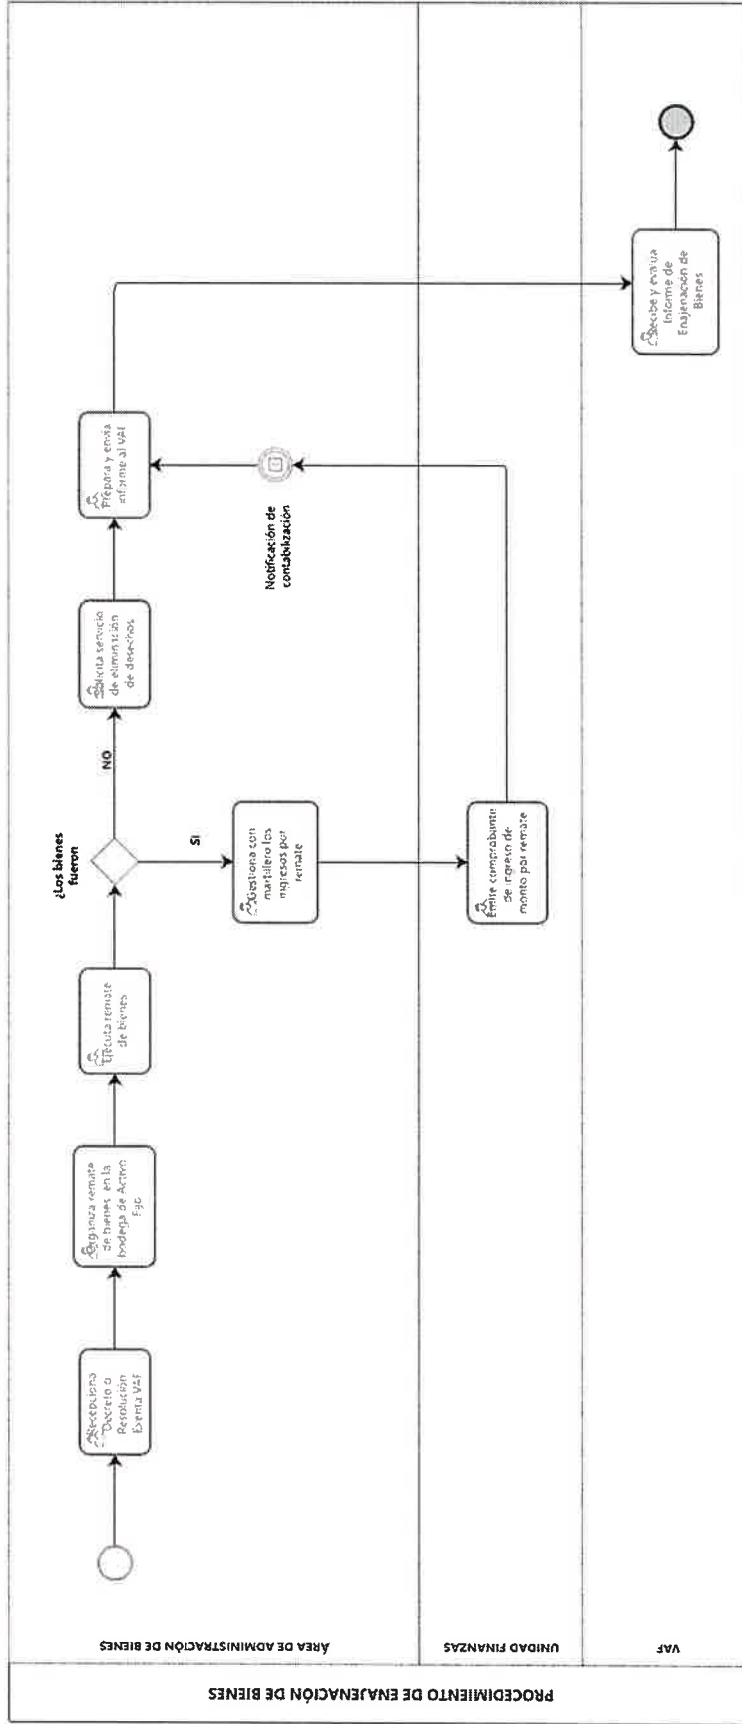 PROCEDIMIENTO DE ENAJENACIÓN DE BIENES
ÁREA DE ADMINISTRACIÓN DE BIENES
Recepciona
Decreto o
Resolución
Exenta VAF
Organiza remate
de bienes en la
bodega de Activo
Fijo
Ejecuta remate
de bienes
¿Los bienes
fueron
NO
SI
Solicita servicio
de eliminación
de desechos
Prepara y envía
informe al VAF
Gestiona con
martillero los
ingresos por
remate
Notificación de
contabilización
UNIDAD FINANZAS
Emite comprobante
de ingreso de
monto por remate
VAF
Recibe y evalua
Informe de
Enajenación de
Bienes